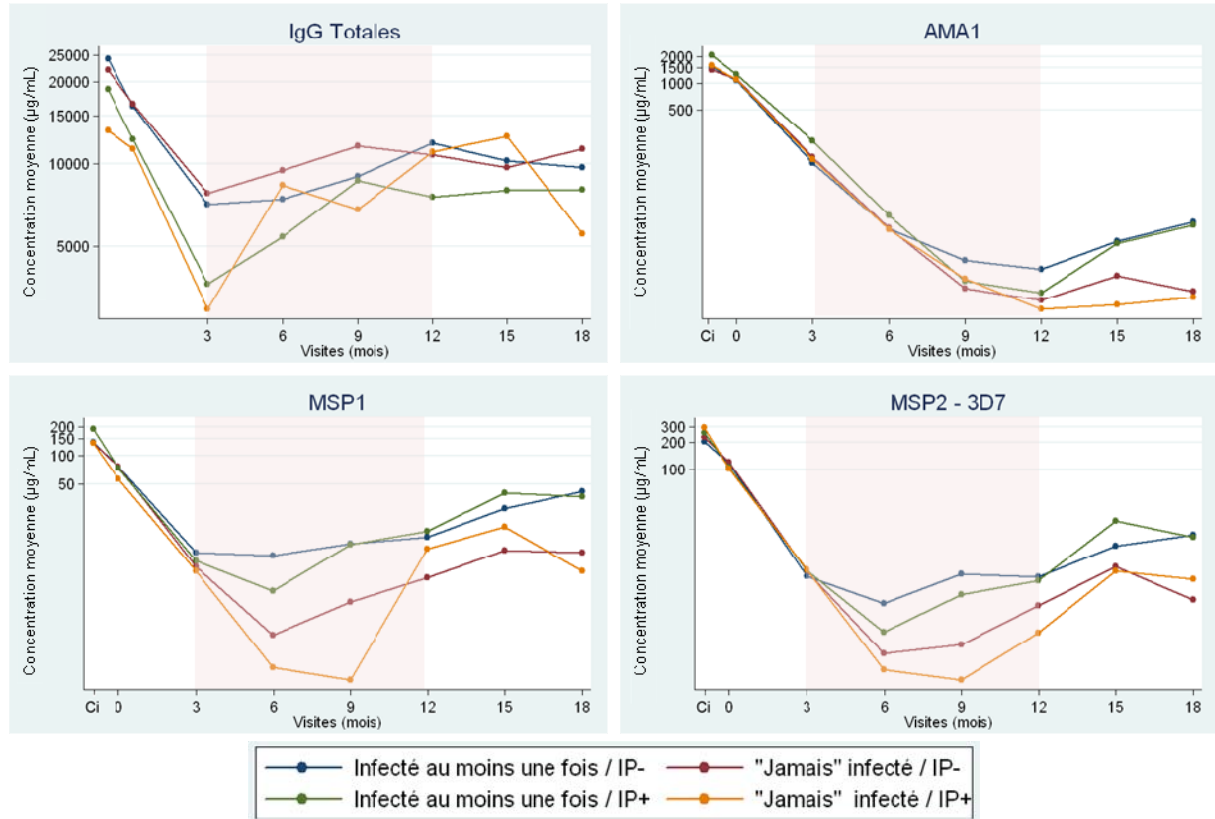 IgG Totales
Concentration moyenne (µg/mL)
25000
20000
15000
10000
5000
3 6 9 12 15 18
Visites (mois)
AMA1
Concentration moyenne (µg/mL)
2000
1500
1000
500
Ci 0 3 6 9 12 15 18
Visites (mois)
MSP1
Concentration moyenne (µg/mL)
200
150
100
50
Ci 0 3 6 9 12 15 18
Visites (mois)
MSP2 - 3D7
Concentration moyenne (µg/mL)
300
200
100
Ci 0 3 6 9 12 15 18
Visites (mois)
Infecté au moins une fois / IP- "Jamais" infecté / IP-
Infecté au moins une fois / IP+ "Jamais" infecté / IP+